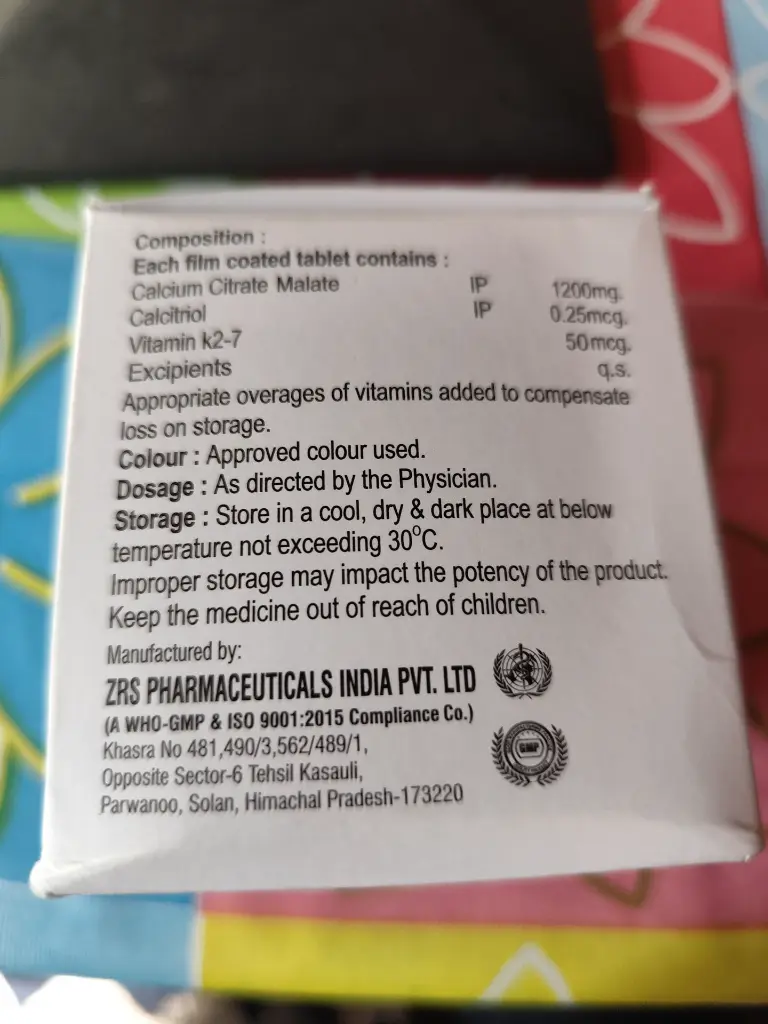 Composition :
Each film coated tablet contains :
Calcium Citrate Malate IP 1200mg.
Calcitriol IP 0.25mcg.
Vitamin k2-7 50mcg.
Excipients q.s.
Appropriate overages of vitamins added to compensate
loss on storage.
Colour : Approved colour used.
Dosage : As directed by the Physician.
Storage : Store in a cool, dry & dark place at below
temperature not exceeding 30°C.
Improper storage may impact the potency of the product.
Keep the medicine out of reach of children.
Manufactured by:
ZRS PHARMACEUTICALS INDIA PVT. LTD
(A WHO-GMP & ISO 9001:2015 Compliance Co.)
Khasra No 481,490/3,562/489/1,
Opposite Sector-6 Tehsil Kasauli,
Parwanoo, Solan, Himachal Pradesh-173220
GMP